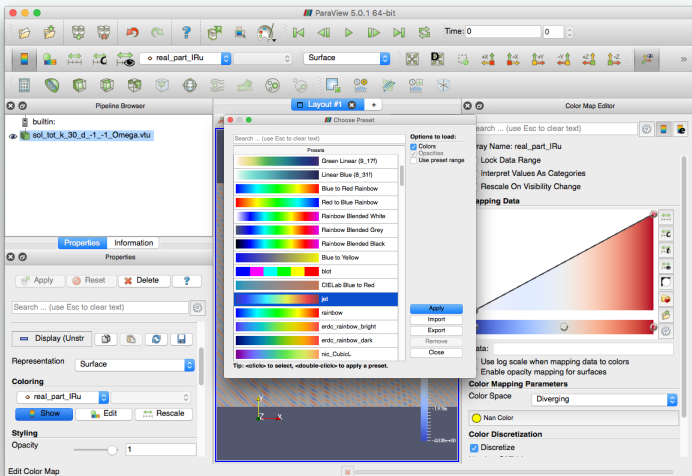 ParaView 5.0.1 64-bit
Time: 0
0
real_part_IRu
Surface
Pipeline Browser
Layout #1
+
Color Map Editor
builtin:
sol_tot_k_30_d_-1_-1_Omega.vtu
Choose Preset
Search ... (use Esc to clear text)
Options to load:
Colors
Opacities
Use preset range
Presets
Green Linear (9_17f)
Linear Blue (8_31f)
Blue to Red Rainbow
Red to Blue Rainbow
Rainbow Blended White
Rainbow Blended Grey
Rainbow Blended Black
Blue to Yellow
blot
CIELab Blue to Red
jet
rainbow
erdc_rainbow_bright
erdc_rainbow_dark
nic_CubicL
Apply
Import
Export
Remove
Close
Tip: <click> to select, <double-click> to apply a preset.
Properties
Information
Properties
Apply
Reset
Delete
?
Search ... (use Esc to clear text)
Display (Unstr
Representation
Surface
Coloring
real_part_IRu
Show
Edit
Rescale
Styling
Opacity
1
Edit Color Map
Y
Z
X
earch ... (use Esc to clear text)
ray Name: real_part_IRu
Lock Data Range
Interpret Values As Categories
Rescale On Visibility Change
apping Data
ata:
Use log scale when mapping data to colors
Enable opacity mapping for surfaces
Color Mapping Parameters
Color Space
Diverging
Nan Color
Color Discretization
Discretize